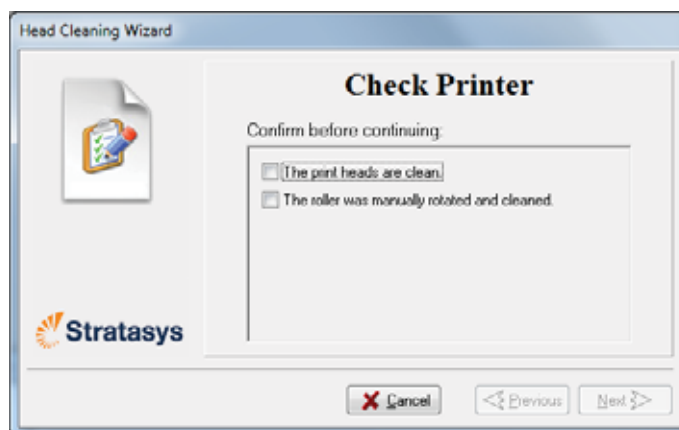 Head Cleaning Wizard
Check Printer
Confirm before continuing:
The print heads are clean.
The roller was manually rotated and cleaned.
Stratasys
Cancel
Previous
Next